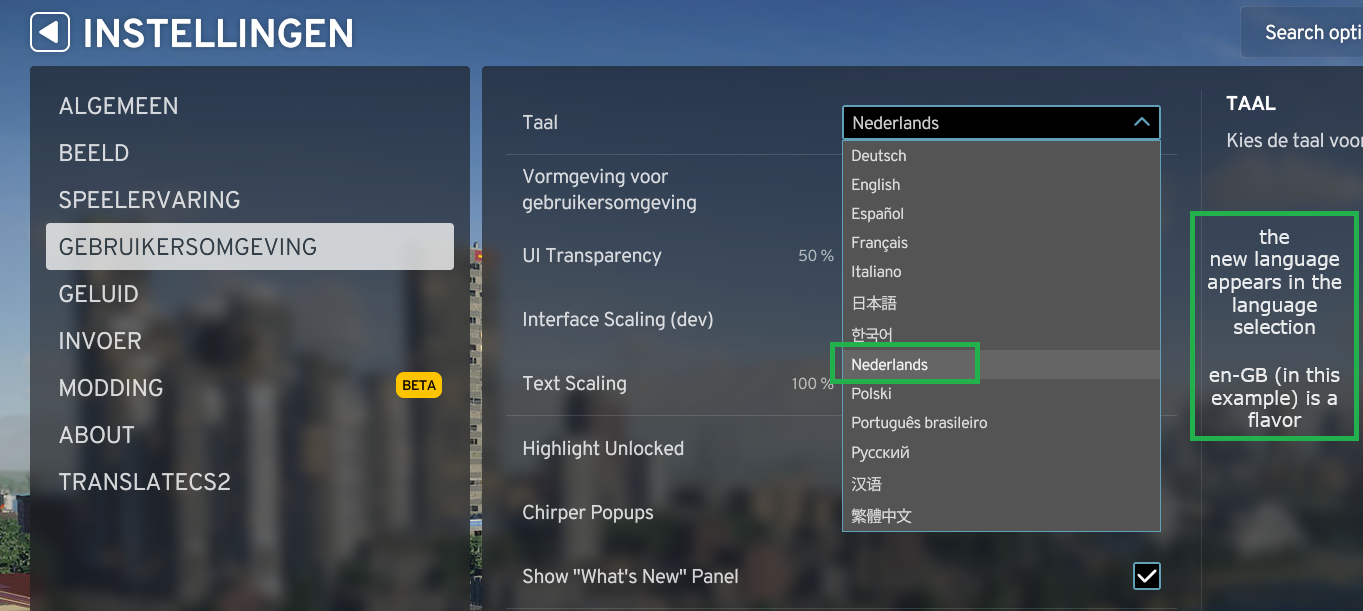 INSTELLINGEN
Search opti
ALGEMEEN
BEELD
SPEELERVARING
GEBRUIKERSOMGEVING
GELUID
INVOER
MODDING
BETA
ABOUT
TRANSLATECS2
Taal
Nederlands
Vormgeving voor
gebruikersomgeving
UI Transparency
50 %
Interface Scaling (dev)
Text Scaling
100 %
Highlight Unlocked
Chirper Popups
Show "What's New" Panel
Deutsch
English
Español
Français
Italiano
日本語
한국어
Nederlands
Polski
Português brasileiro
Русский
汉语
繁體中文
TAAL
Kies de taal voor
the
new language
appears in the
language
selection
en-GB (in this
example) is a
flavor